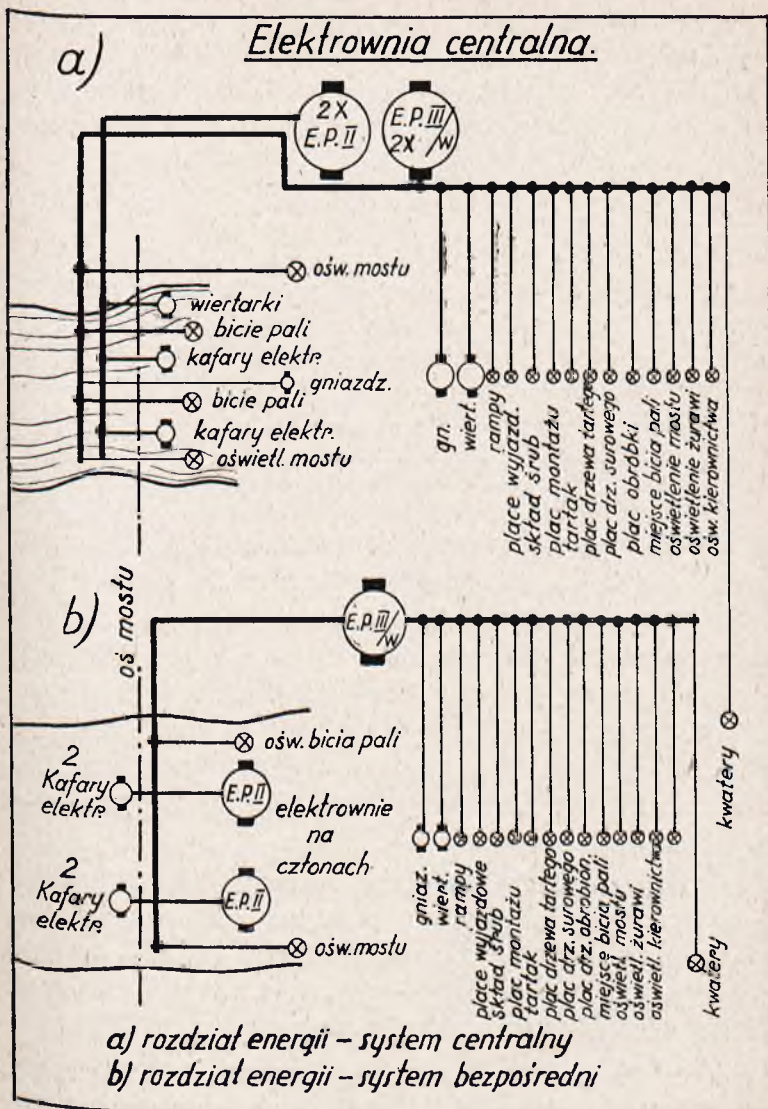 Elektrownia centralna.
a)
2X
E.P. II
E.P. III/w
2X
ośw. mostu
wiertarki
bicie pali
kafary elektr.
gniazdz.
bicie pali
kafary elektr.
oświetl. mostu
oś mostu
gn.
wiert.
rampy
place wyjazd.
skład śrub
plac montażu
tartak
plac drzewa tartego
plac drz. surowego
plac obróbki
miejsce bicia pali
oświetlenie mostu
oświetlenie żurawi
ośw. kierownictwa
kwatery
b)
E.P. III/w
ośw. bicia pali
2
Kafary
elektr.
E.P. II
elektrownie
na
członach
2
Kafary
elektr.
E.P. II
ośw. mostu
gniaz.
wiert.
rampy
place wyjazdowe
skład śrub
plac montażu
tartak
plac drzewa tartego
plac drz. surowego
plac drz. obrobion.
miejsce bicia pali
oświetl. mostu
oświetl. żurawi
oświetl. kierownictwa
kwatery
a) rozdział energii – system centralny
b) rozdział energii – system bezpośredni